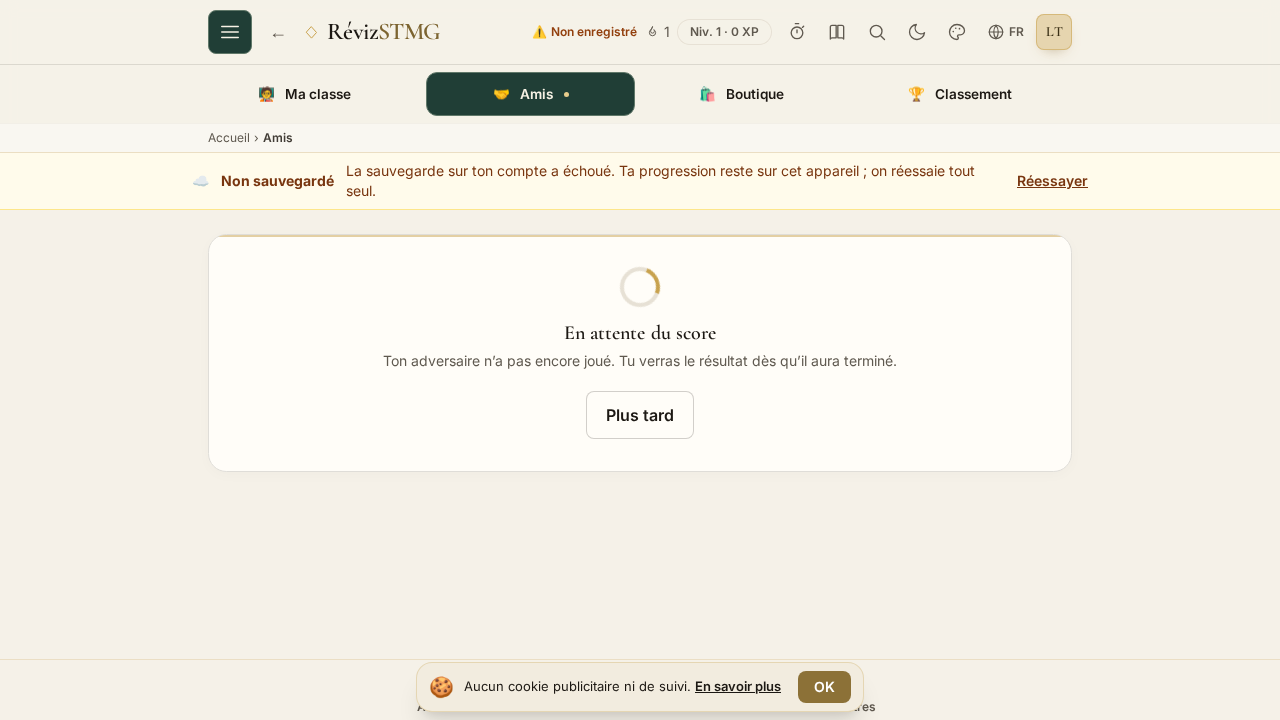 RévizSTMG
Non enregistré
1
Niv. 1 · 0 XP
FR
LT
Ma classe
Amis
Boutique
Classement
Accueil › Amis
Non sauvegardé
La sauvegarde sur ton compte a échoué. Ta progression reste sur cet appareil ; on réessaie tout
seul.
Réessayer
En attente du score
Ton adversaire n’a pas encore joué. Tu verras le résultat dès qu’il aura terminé.
Plus tard
Aucun cookie publicitaire ni de suivi. En savoir plus
OK